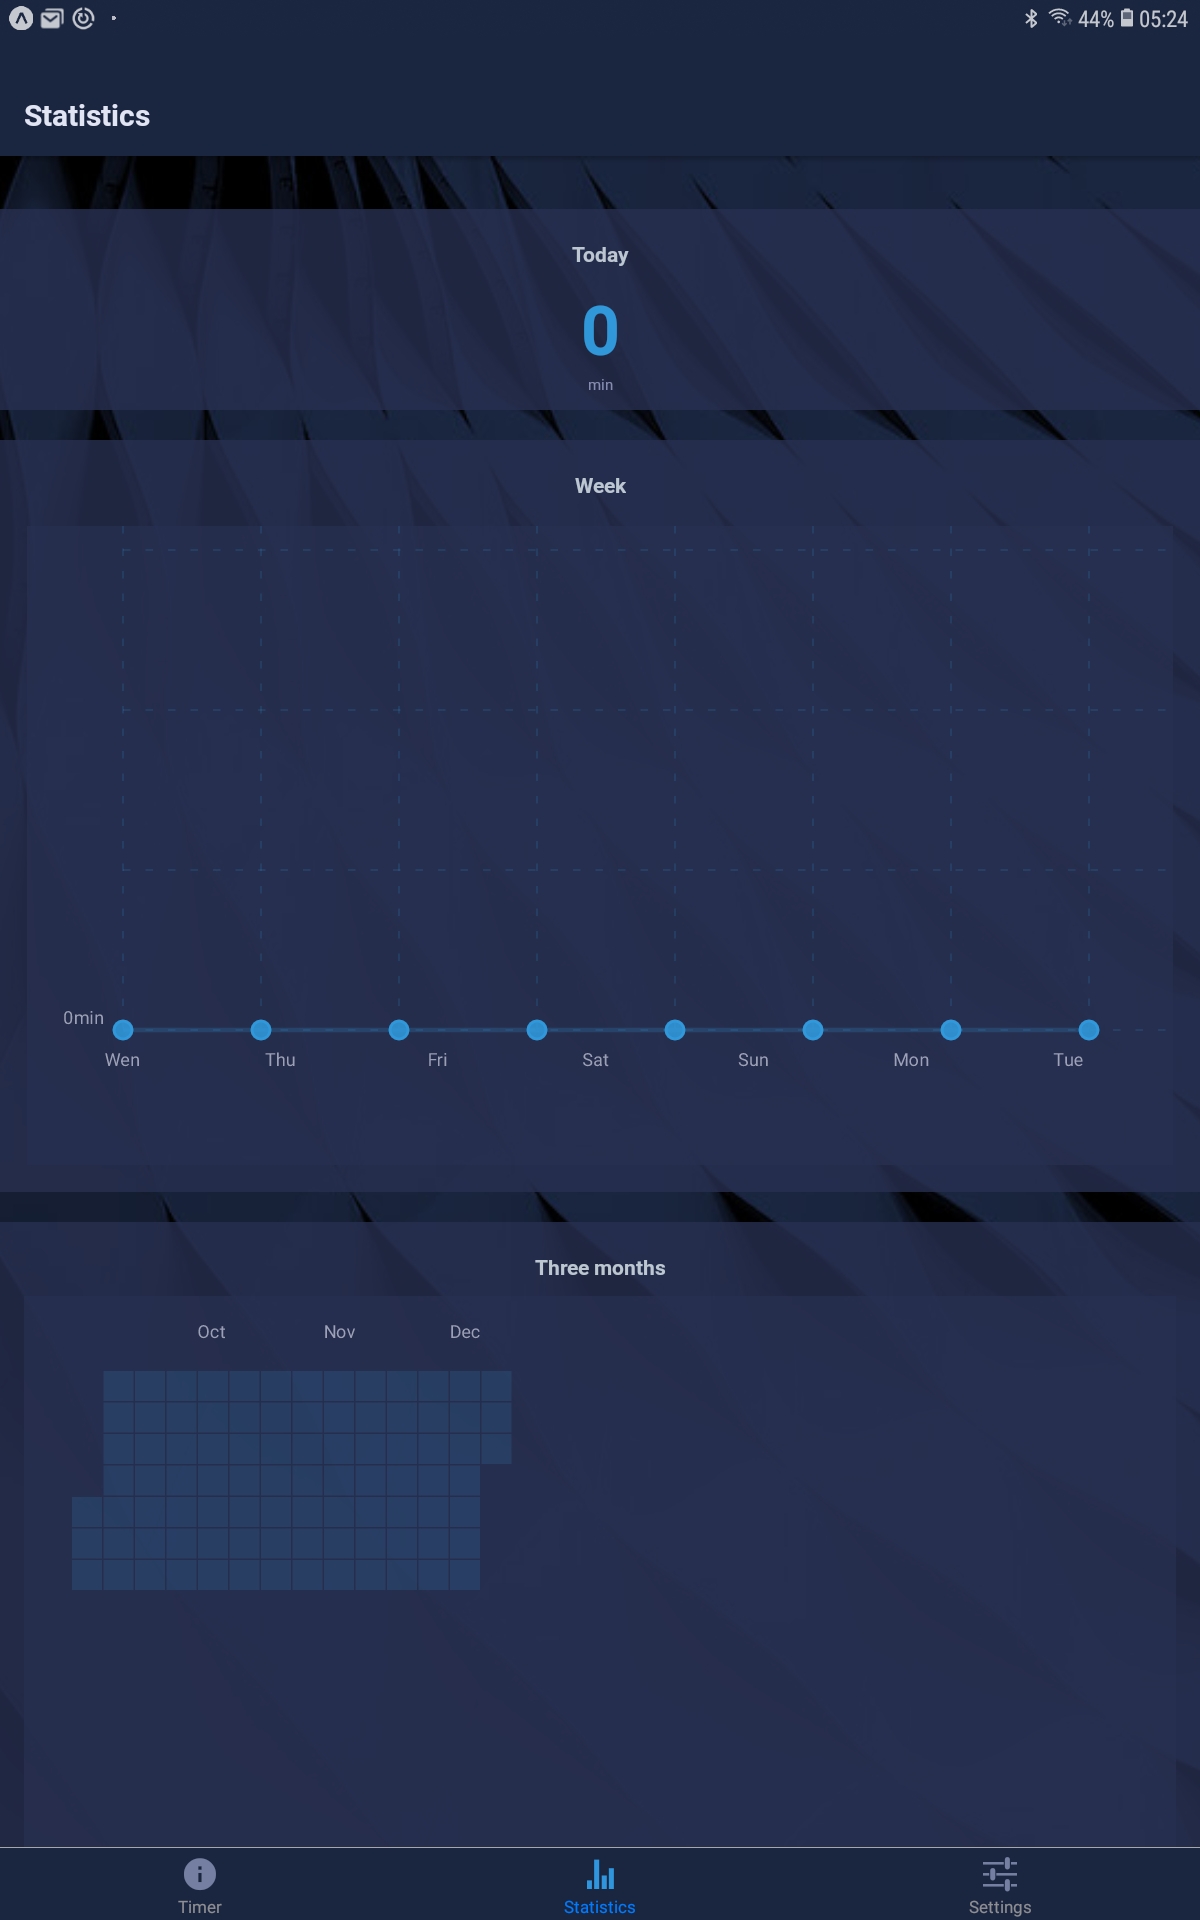 44% 05:24
Statistics
Today
0
min
Week
0min
Wen Thu Fri Sat Sun Mon Tue
Three months
Oct Nov Dec
Timer Statistics Settings